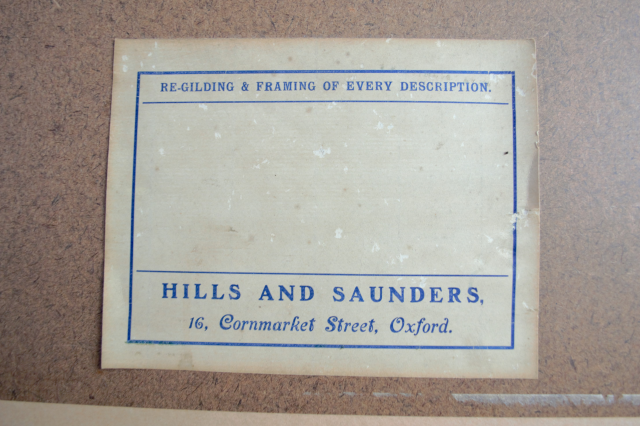 RE-GILDING & FRAMING OF EVERY DESCRIPTION.
HILLS AND SAUNDERS,
16, Cornmarket Street, Oxford.